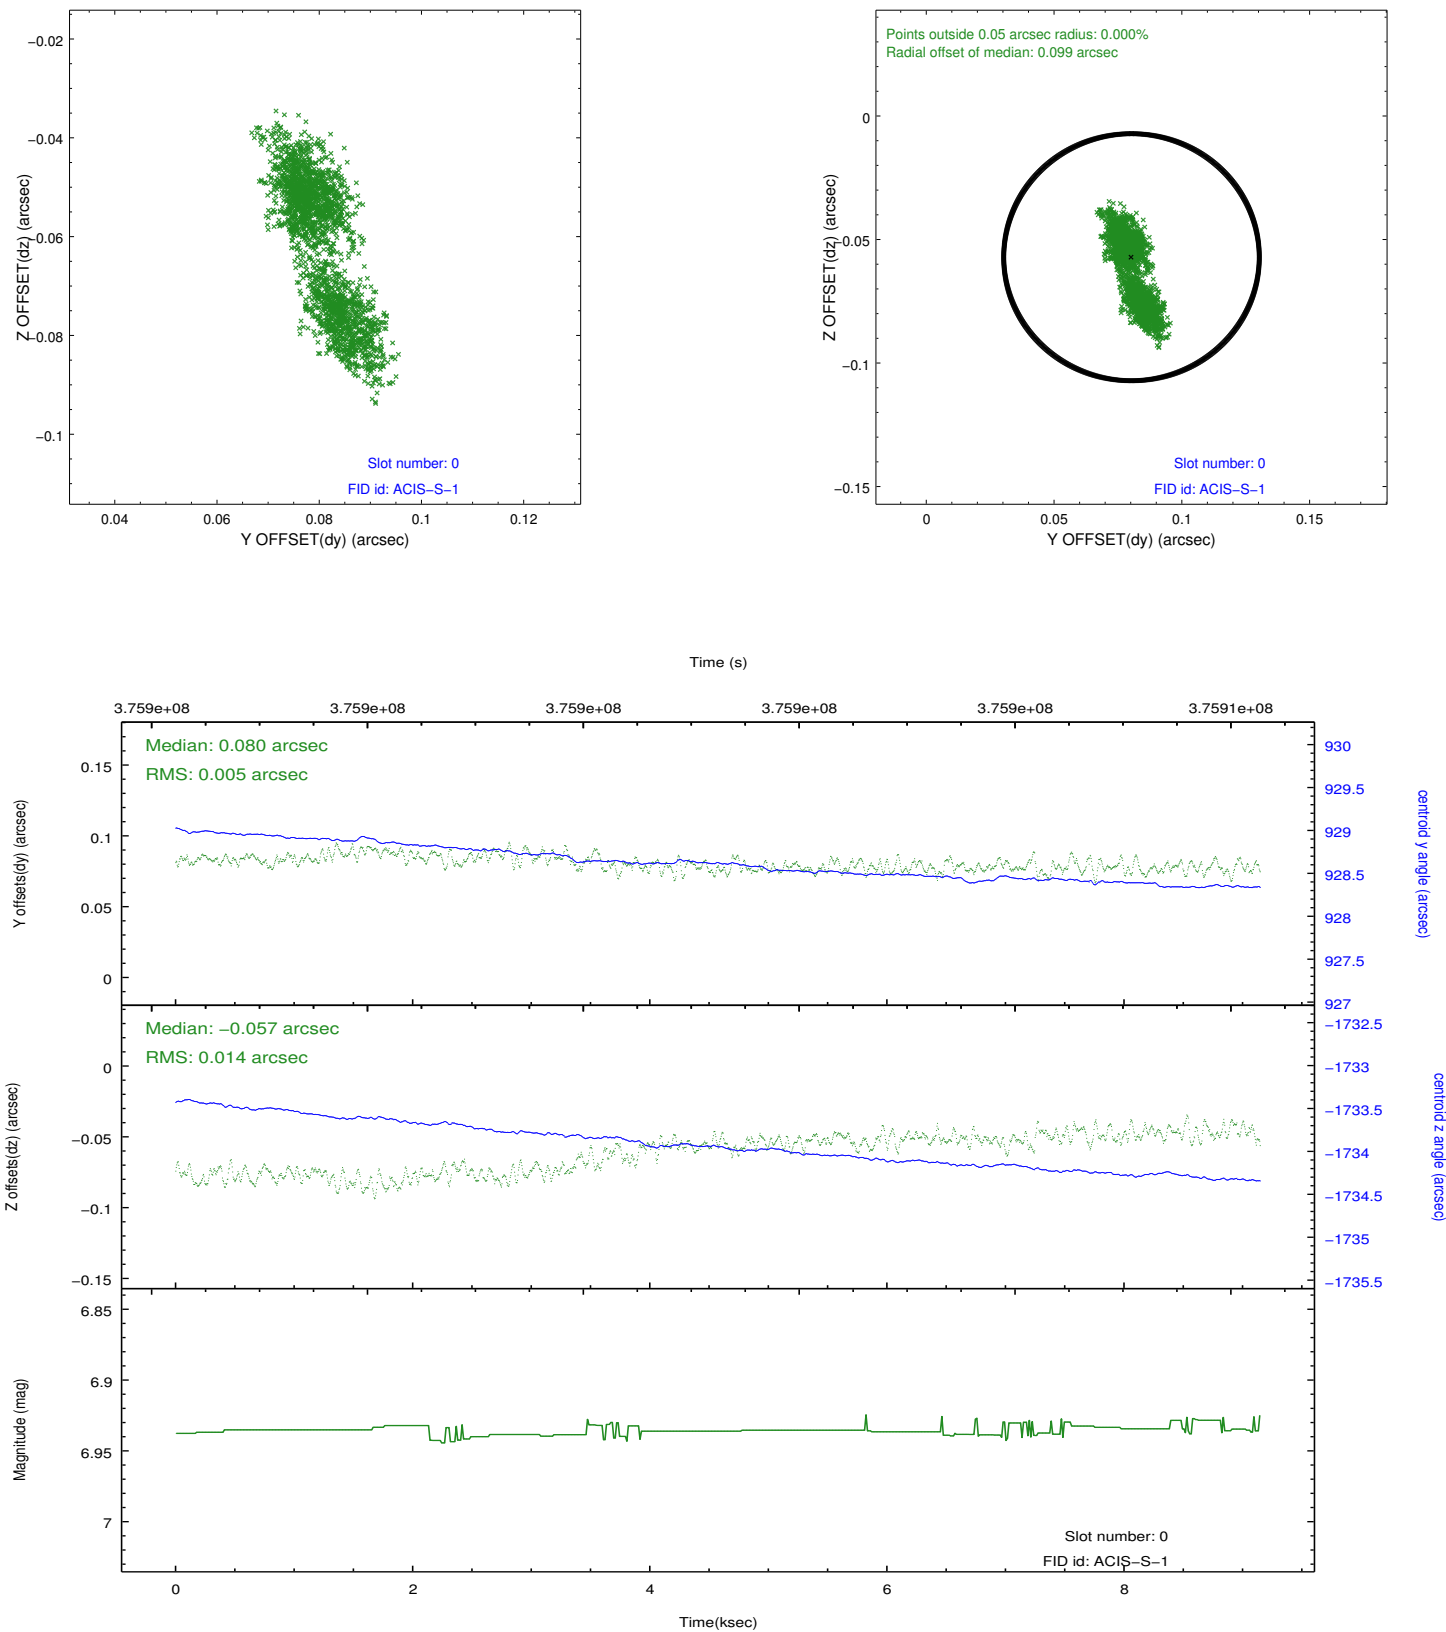 −0.02
−0.04
−0.06
−0.08
−0.1
Z OFFSET(dz) (arcsec)
Slot number: 0
FID id: ACIS−S−1
0.04 0.06 0.08 0.1 0.12
Y OFFSET(dy) (arcsec)
Points outside 0.05 arcsec radius: 0.000%
Radial offset of median: 0.099 arcsec
0
−0.05
−0.1
−0.15
Z OFFSET(dz) (arcsec)
Slot number: 0
FID id: ACIS−S−1
0 0.05 0.1 0.15
Y OFFSET(dy) (arcsec)
Time (s)
3.759e+08 3.759e+08 3.759e+08 3.759e+08 3.759e+08 3.7591e+08
Median: 0.080 arcsec
RMS: 0.005 arcsec
0.15
0.1
0.05
0
Y offsets(dy) (arcsec)
930
929.5
929
928.5
928
927.5
927
centroid y angle (arcsec)
Median: −0.057 arcsec
RMS: 0.014 arcsec
0
−0.05
−0.1
−0.15
Z offsets(dz) (arcsec)
−1732.5
−1733
−1733.5
−1734
−1734.5
−1735
−1735.5
centroid z angle (arcsec)
6.85
6.9
6.95
7
Magnitude (mag)
Slot number: 0
FID id: ACIS−S−1
0 2 4 6 8
Time(ksec)